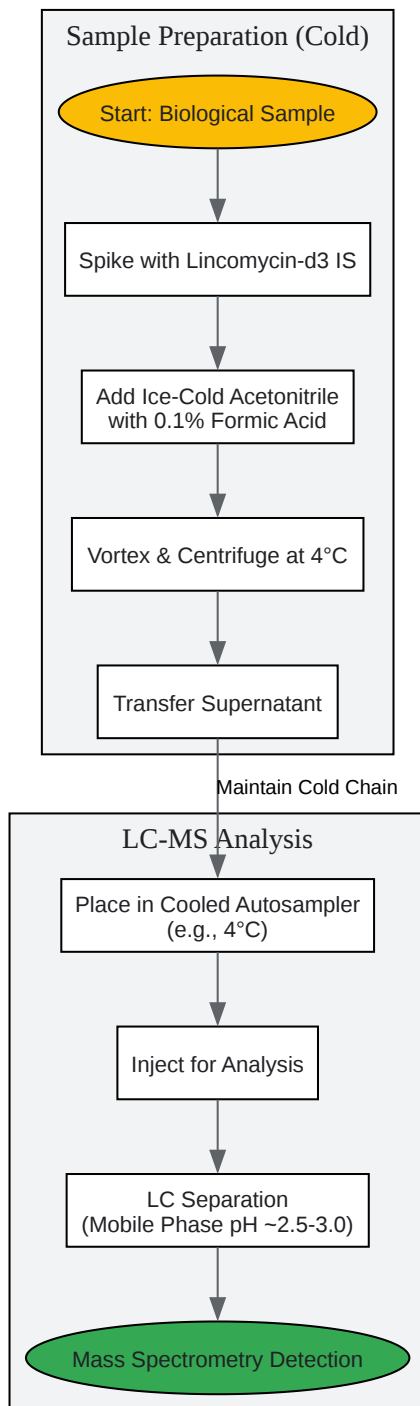 Sample Preparation (Cold)
Start: Biological Sample
Spike with Lincomycin-d3 IS
Add Ice-Cold Acetonitrile
with 0.1% Formic Acid
Vortex & Centrifuge at 4°C
Transfer Supernatant
Maintain Cold Chain
LC-MS Analysis
Place in Cooled Autosampler
(e.g., 4°C)
Inject for Analysis
LC Separation
(Mobile Phase pH ~2.5-3.0)
Mass Spectrometry Detection